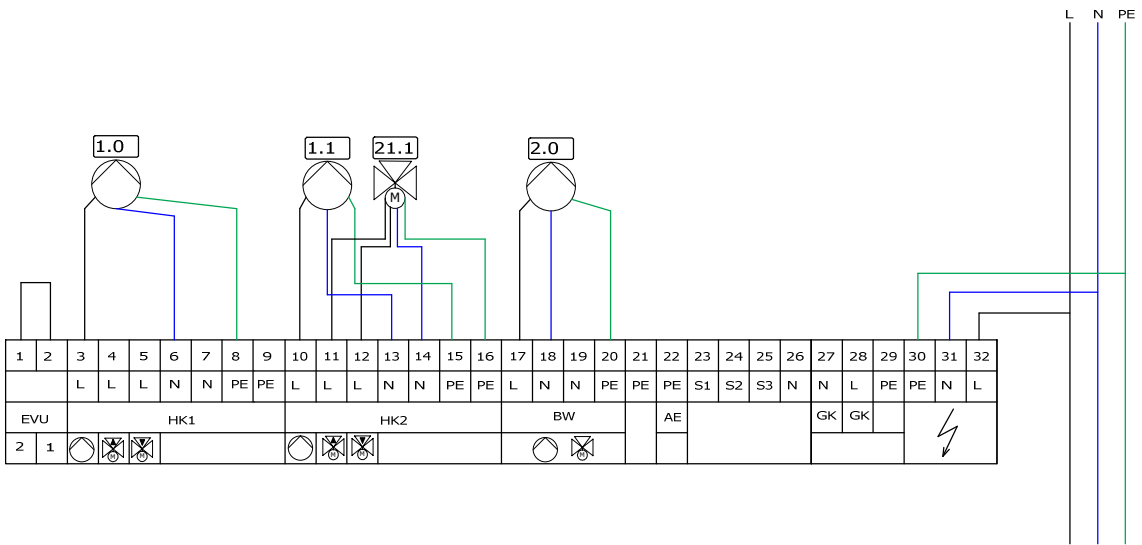 L N PE
1.0 1.1 21.1 2.0
M
1 2 3 4 5 6 7 8 9 10 11 12 13 14 15 16 17 18 19 20 21 22 23 24 25 26 27 28 29 30 31 32
L L L N N PE PE L L L N N PE PE L N N PE PE PE S1 S2 S3 N N L PE PE N L
EVU HK1 HK2 BW AE GK GK
2 1 M M M M M